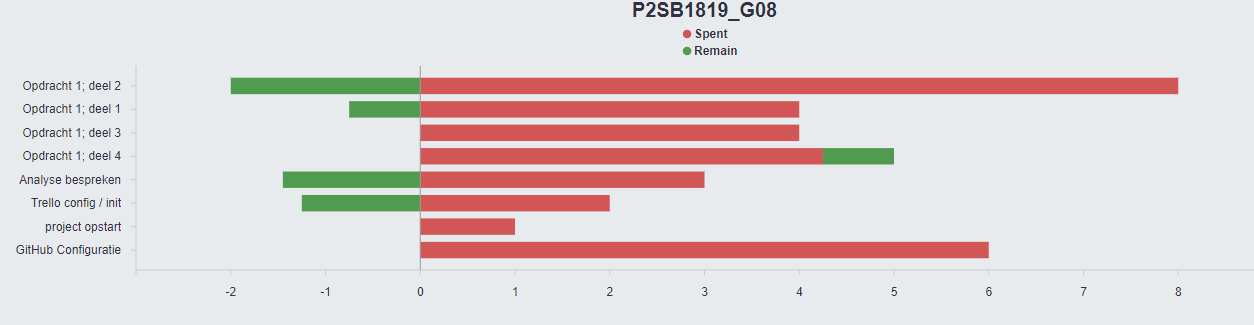 P2SB1819_G08
Spent
Remain
Opdracht 1; deel 2
Opdracht 1; deel 1
Opdracht 1; deel 3
Opdracht 1; deel 4
Analyse bespreken
Trello config / init
project opstart
GitHub Configuratie
-2 -1 0 1 2 3 4 5 6 7 8